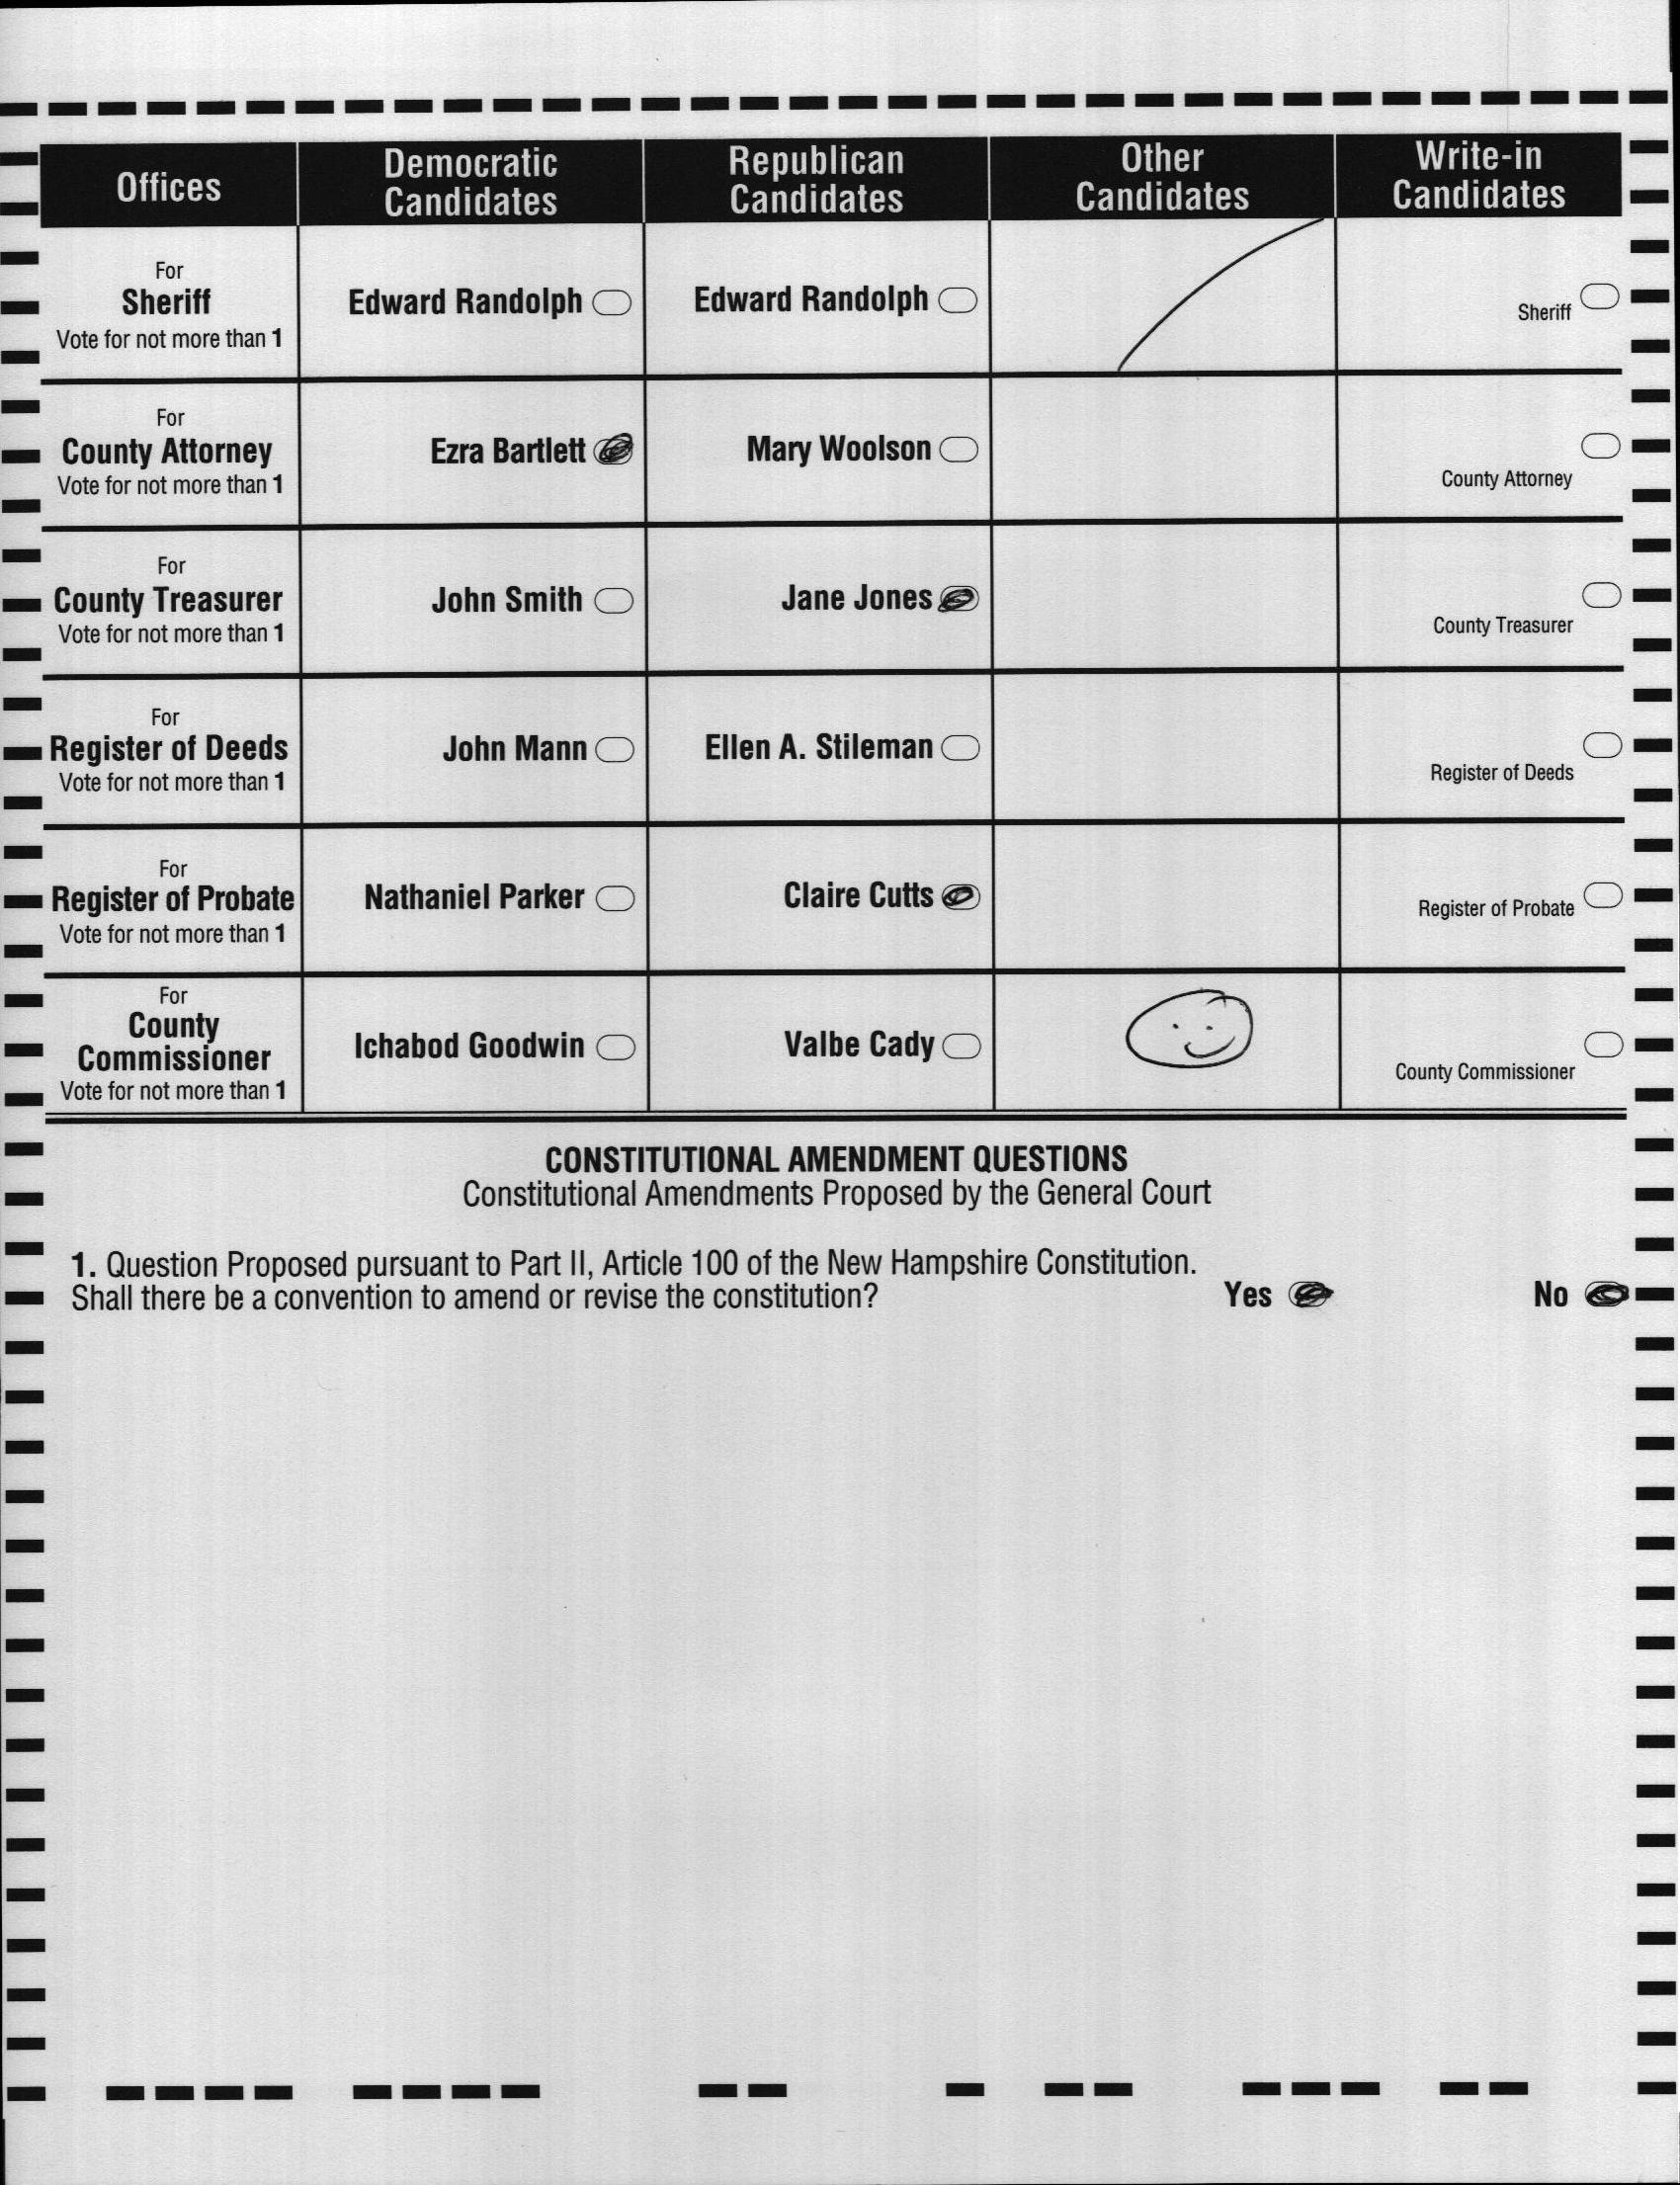 Offices
Democratic Candidates
Republican Candidates
Other Candidates
Write-in Candidates
For
Sheriff
Vote for not more than 1
Edward Randolph
Edward Randolph
Sheriff
For
County Attorney
Vote for not more than 1
Ezra Bartlett
Mary Woolson
County Attorney
For
County Treasurer
Vote for not more than 1
John Smith
Jane Jones
County Treasurer
For
Register of Deeds
Vote for not more than 1
John Mann
Ellen A. Stileman
Register of Deeds
For
Register of Probate
Vote for not more than 1
Nathaniel Parker
Claire Cutts
Register of Probate
For
County
Commissioner
Vote for not more than 1
Ichabod Goodwin
Valbe Cady
County Commissioner
CONSTITUTIONAL AMENDMENT QUESTIONS
Constitutional Amendments Proposed by the General Court
1. Question Proposed pursuant to Part II, Article 100 of the New Hampshire Constitution.
Shall there be a convention to amend or revise the constitution? Yes No